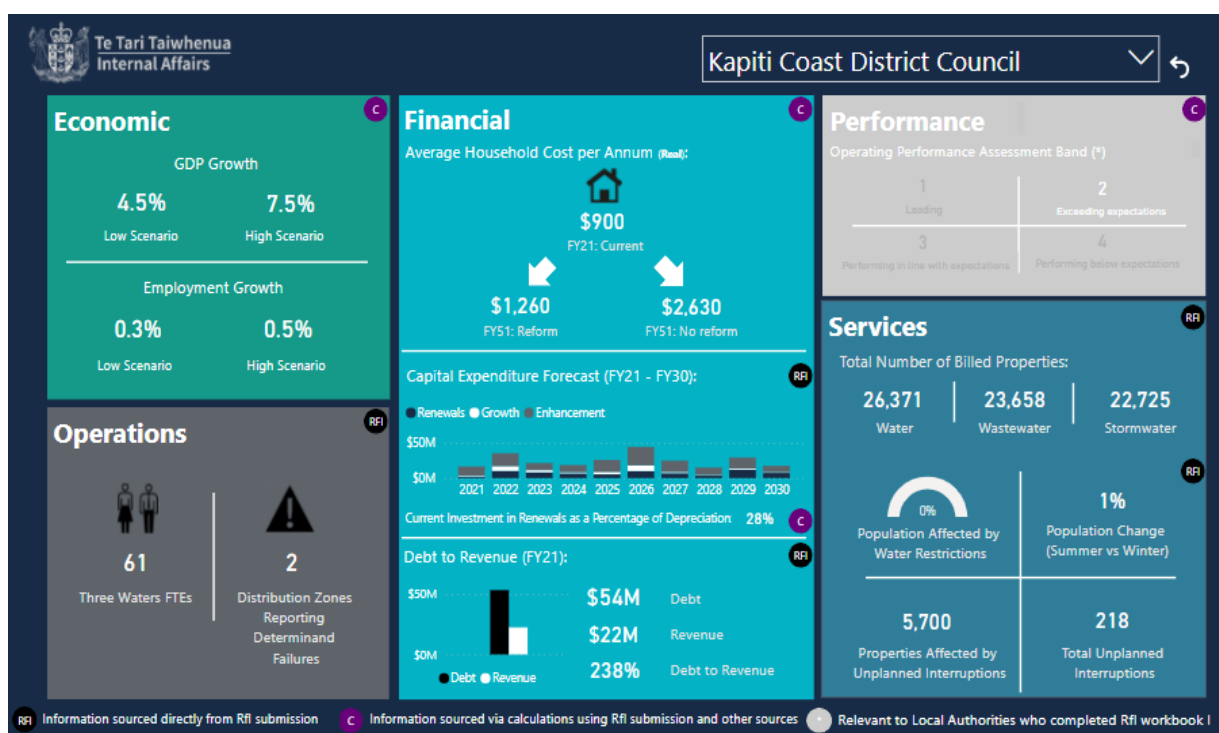 Te Tari Taiwhenua
Internal Affairs
Kapiti Coast District Council
Economic
C
GDP Growth
4.5%
7.5%
Low Scenario
High Scenario
Employment Growth
0.3%
0.5%
Low Scenario
High Scenario
Operations
RFI
61
2
Three Waters FTEs
Distribution Zones
Reporting
Determinand
Failures
Financial
C
Average Household Cost per Annum (Real):
$900
FY21: Current
$1,260
$2,630
FY51: Reform
FY51: No reform
Capital Expenditure Forecast (FY21 - FY30):
RFI
Renewals Growth Enhancement
$50M
$0M
2021 2022 2023 2024 2025 2026 2027 2028 2029 2030
Current Investment in Renewals as a Percentage of Depreciation 28%
C
Debt to Revenue (FY21):
RFI
$50M
$0M
Debt Revenue
$54M Debt
$22M Revenue
238% Debt to Revenue
Performance
C
Operating Performance Assessment Band (*)
1
Leading
2
Exceeding expectations
3
Performing in line with expectations
4
Performing below expectations
Services
RFI
Total Number of Billed Properties:
26,371
23,658
22,725
Water
Wastewater
Stormwater
RFI
0%
Population Affected by
Water Restrictions
1%
Population Change
(Summer vs Winter)
5,700
Properties Affected by
Unplanned Interruptions
218
Total Unplanned
Interruptions
RFI Information sourced directly from RfI submission
C Information sourced via calculations using RfI submission and other sources
* Relevant to Local Authorities who completed RfI workbook I